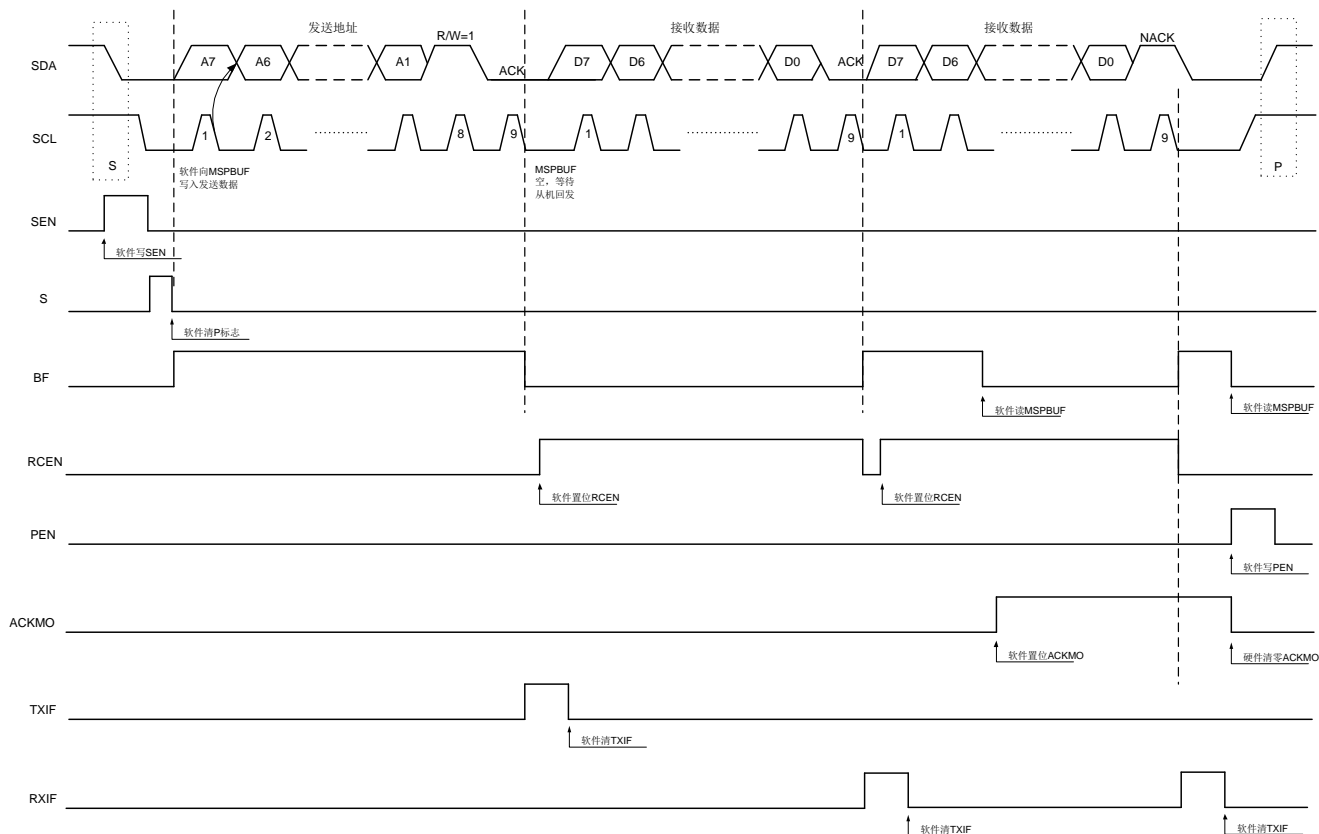 发送地址
接收数据
接收数据
R/W=1
NACK
SDA
A7
A6
A1
ACK
D7
D6
D0
ACK
D7
D6
D0
SCL
1
2
8
9
1
9
1
9
S
软件向MSPBUF
写入发送数据
MSPBUF
空，等待
从机回发
P
SEN
软件写SEN
S
软件清P标志
BF
软件读MSPBUF
软件读MSPBUF
RCEN
软件置位RCEN
软件置位RCEN
PEN
软件写PEN
ACKMO
软件置位ACKMO
硬件清零ACKMO
TXIF
软件清TXIF
RXIF
软件清TXIF
软件清TXIF